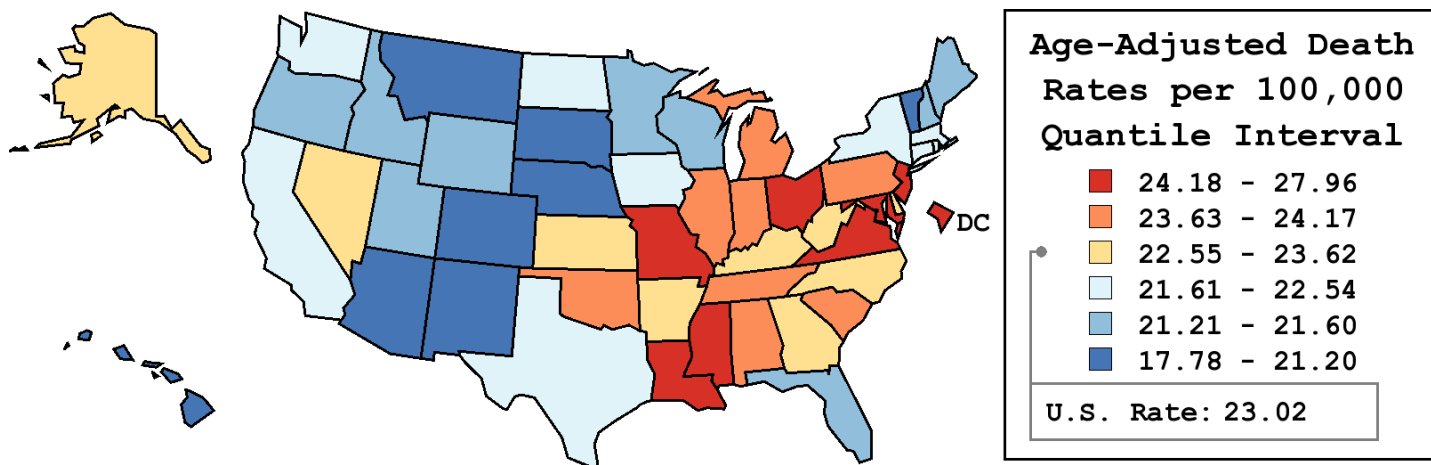 Age-Adjusted Death
Rates per 100,000
Quantile Interval
24.18 - 27.96
23.63 - 24.17
22.55 - 23.62
21.61 - 22.54
21.21 - 21.60
17.78 - 21.20
U.S. Rate: 23.02
DC